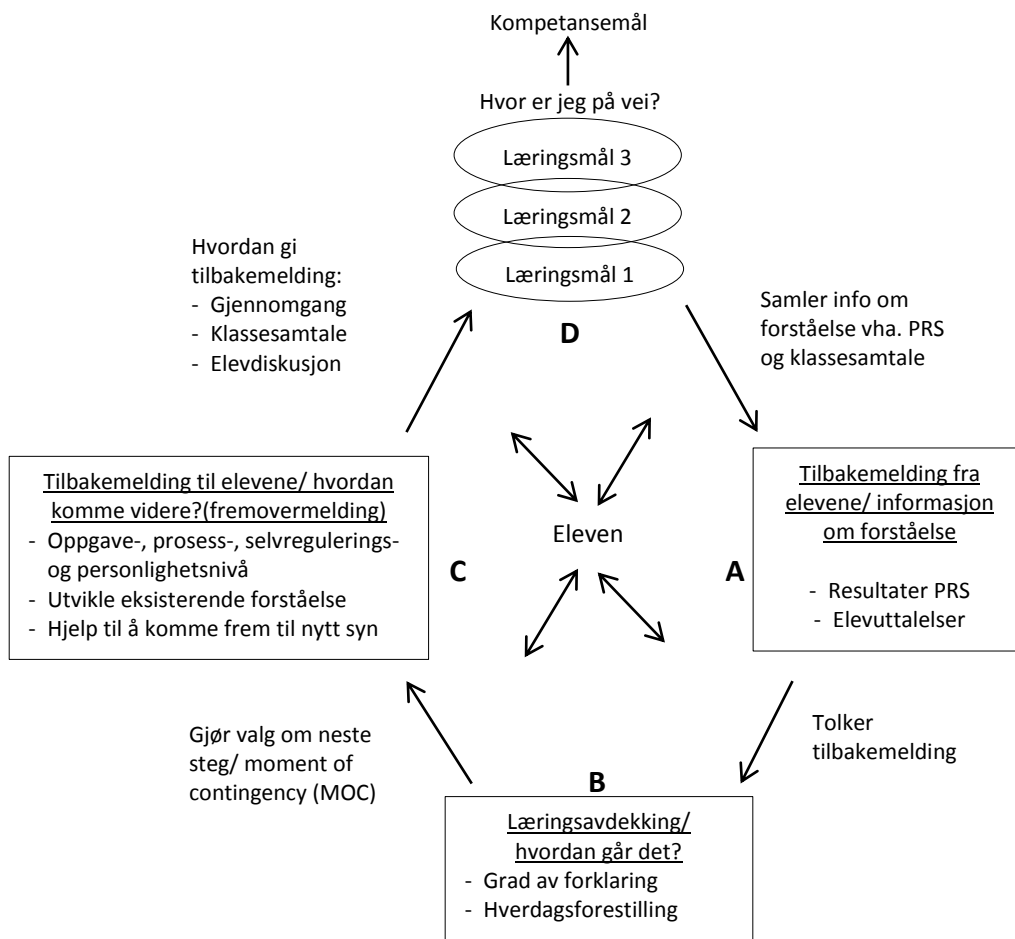 Kompetansemål
Hvor er jeg på vei?
Læringsmål 3
Læringsmål 2
Læringsmål 1
D
Hvordan gi
tilbakemelding:
- Gjennomgang
- Klassesamtale
- Elevdiskusjon
Samler info om
forståelse vha. PRS
og klassesamtale
Tilbakemelding til elevene/ hvordan
komme videre?(fremovermelding)
- Oppgave-, prosess-, selvregulerings-
og personlighetsnivå
- Utvikle eksisterende forståelse
- Hjelp til å komme frem til nytt syn
C
Eleven
A
Tilbakemelding fra
elevene/ informasjon
om forståelse
- Resultater PRS
- Elevuttalelser
Gjør valg om neste
steg/ moment of
contingency (MOC)
Tolker
tilbakemelding
B
Læringsavdekking/
hvordan går det?
- Grad av forklaring
- Hverdagsforestilling